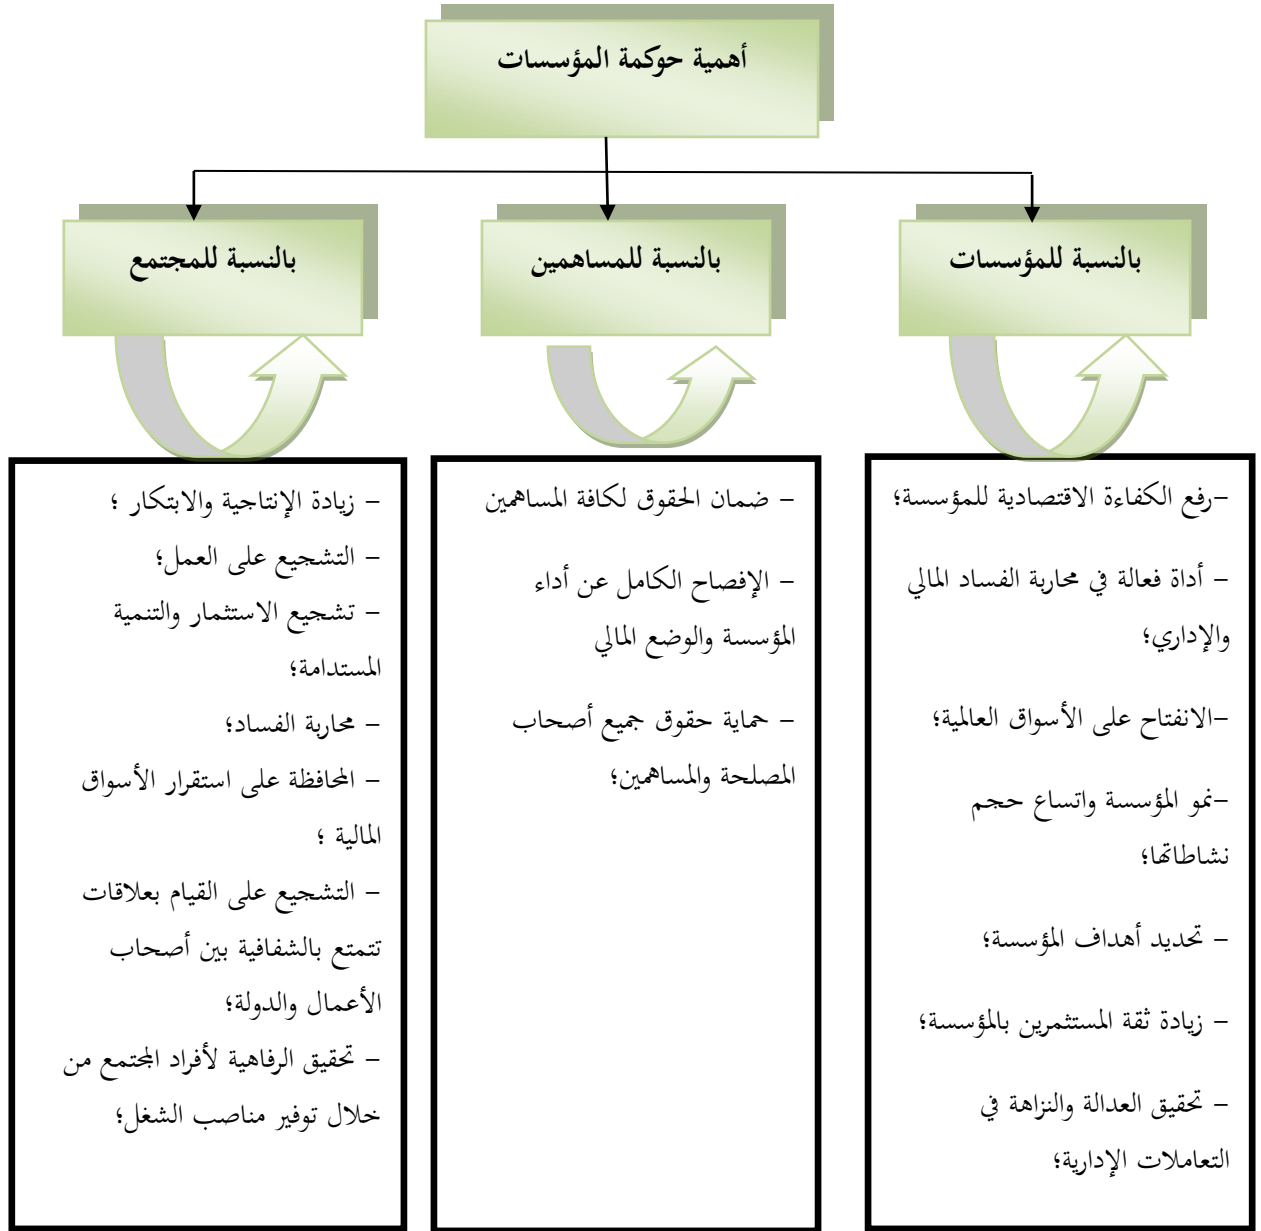 أهمية حوكمة المؤسسات
بالنسبة للمؤسسات
بالنسبة للمساهمين
بالنسبة للمجتمع
–رفع الكفاءة الاقتصادية للمؤسسة؛
– أداة فعالة في محاربة الفساد المالي
والإداري؛
–الانفتاح على الأسواق العالمية؛
–نمو المؤسسة واتساع حجم
نشاطاتها؛
– تحديد أهداف المؤسسة؛
– زيادة ثقة المستثمرين بالمؤسسة؛
– تحقيق العدالة والنزاهة في
التعاملات الإدارية؛
– ضمان الحقوق لكافة المساهمين
– الإفصاح الكامل عن أداء
المؤسسة والوضع المالي
– حماية حقوق جميع أصحاب
المصلحة والمساهمين؛
– زيادة الإنتاجية والابتكار ؛
– التشجيع على العمل؛
– تشجيع الاستثمار والتنمية
المستدامة؛
– محاربة الفساد؛
– المحافظة على استقرار الأسواق
المالية ؛
– التشجيع على القيام بعلاقات
تتمتع بالشفافية بين أصحاب
الأعمال والدولة؛
– تحقيق الرفاهية لأفراد المجتمع من
خلال توفير مناصب الشغل؛